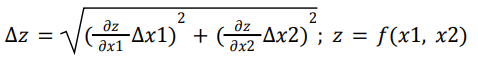 Δz = √((∂z/∂x1 Δx1)² + (∂z/∂x2 Δx2)²) ; z = f(x1, x2)